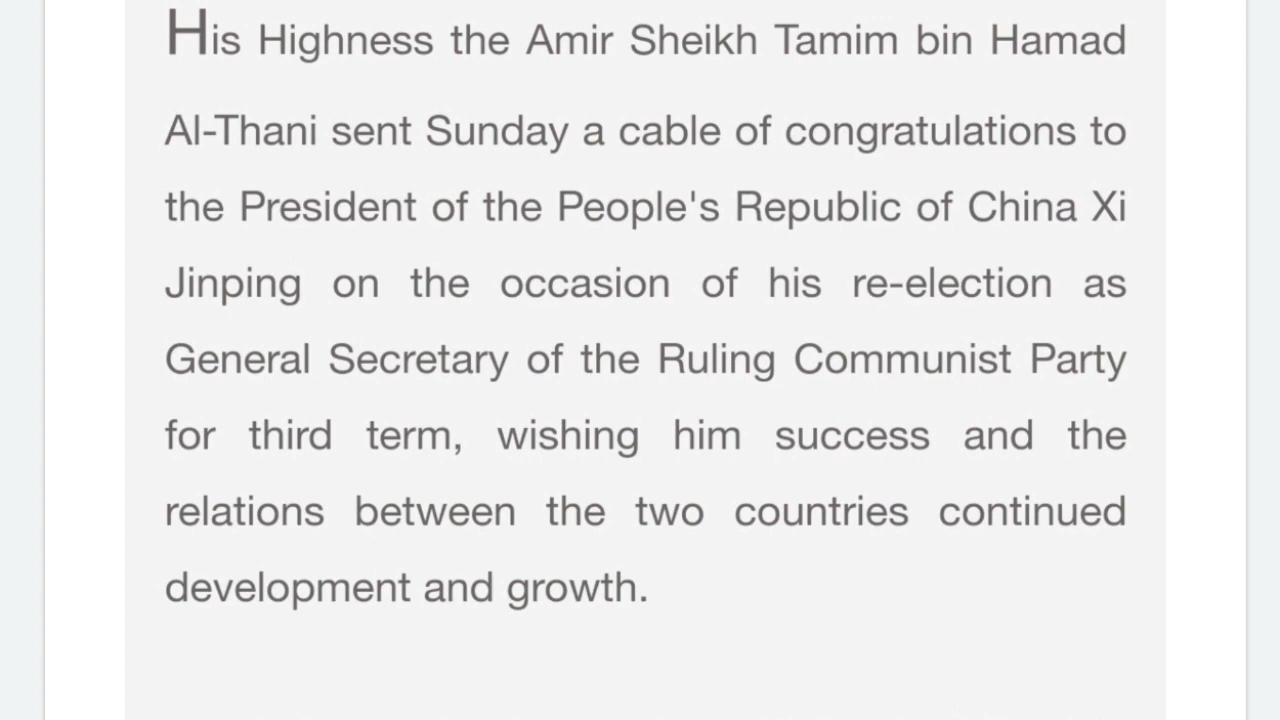 His Highness the Amir Sheikh Tamim bin Hamad
Al-Thani sent Sunday a cable of congratulations to
the President of the People's Republic of China Xi
Jinping on the occasion of his re-election as
General Secretary of the Ruling Communist Party
for third term, wishing him success and the
relations between the two countries continued
development and growth.